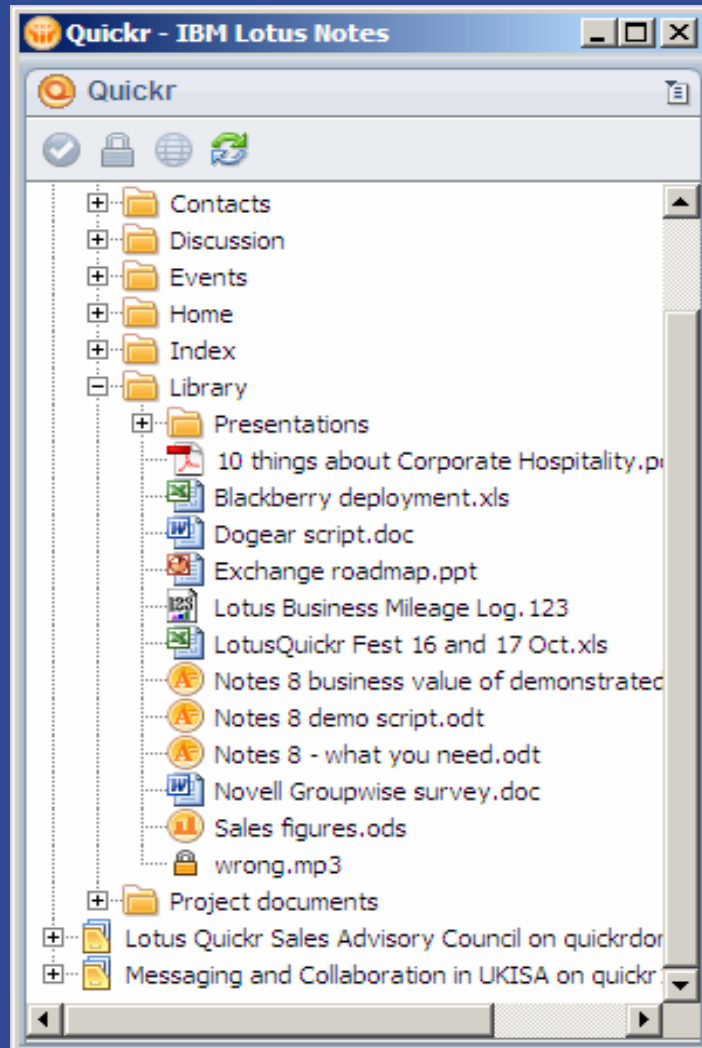 Quickr - IBM Lotus Notes
Quickr
Contacts
Discussion
Events
Home
Index
Library
Presentations
10 things about Corporate Hospitality.p
Blackberry deployment.xls
Dogear script.doc
Exchange roadmap.ppt
Lotus Business Mileage Log.123
LotusQuickr Fest 16 and 17 Oct.xls
Notes 8 business value of demonstrated
Notes 8 demo script.odt
Notes 8 - what you need.odt
Novell Groupwise survey.doc
Sales figures.ods
wrong.mp3
Project documents
Lotus Quickr Sales Advisory Council on quickrdor
Messaging and Collaboration in UKISA on quickr